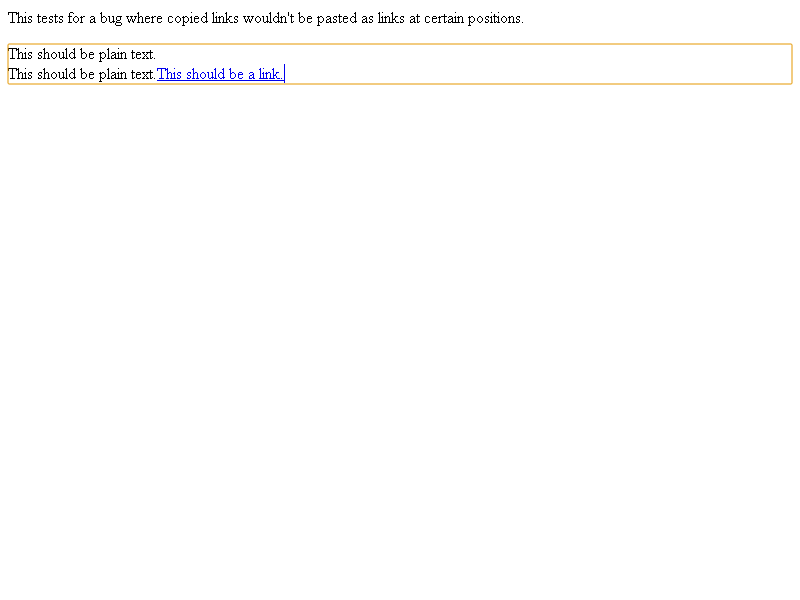 This tests for a bug where copied links wouldn't be pasted as links at certain positions.
This should be plain text.
This should be plain text.This should be a link.